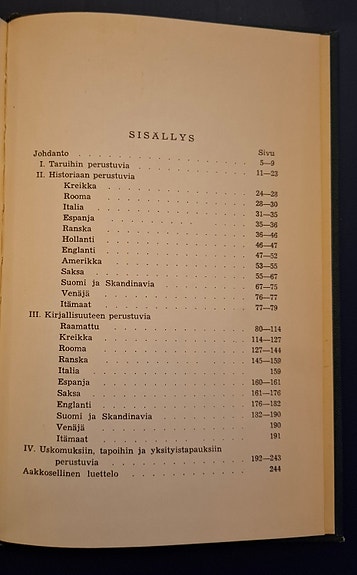 SISÄLLYS
Sivu
Johdanto . . . . . . . . . . . . . 5—9
I. Taruihin perustuvia . . . . . . . . 11—23
II. Historiaan perustuvia
Kreikka . . . . . . . . . . . . 24—28
Rooma . . . . . . . . . . . . 28—30
Italia . . . . . . . . . . . . 31—35
Espanja . . . . . . . . . . . . 35—36
Ranska . . . . . . . . . . . . 36—46
Hollanti . . . . . . . . . . . . 46—47
Englanti . . . . . . . . . . . . 47—52
Amerikka . . . . . . . . . . . 53—55
Saksa . . . . . . . . . . . . 55—67
Suomi ja Skandinavia . . . . . . . 67—75
Venäjä . . . . . . . . . . . . 76—77
Itämaat . . . . . . . . . . . . 77—79
III. Kirjallisuuteen perustuvia
Raamattu . . . . . . . . . . . 80—114
Kreikka . . . . . . . . . . . . 114—127
Rooma . . . . . . . . . . . . 127—144
Ranska . . . . . . . . . . . . 145—159
Italia . . . . . . . . . . . . 159
Espanja . . . . . . . . . . . . 160—161
Saksa . . . . . . . . . . . . 161—176
Englanti . . . . . . . . . . . . 176—182
Suomi ja Skandinavia . . . . . . . 182—190
Venäjä . . . . . . . . . . . . 190
Itämaat . . . . . . . . . . . . 191
IV. Uskomuksiin, tapoihin ja yksityistapauksiin
perustuvia . . . . . . . . . . . 192—243
Aakkosellinen luettelo . . . . . . . . . 244